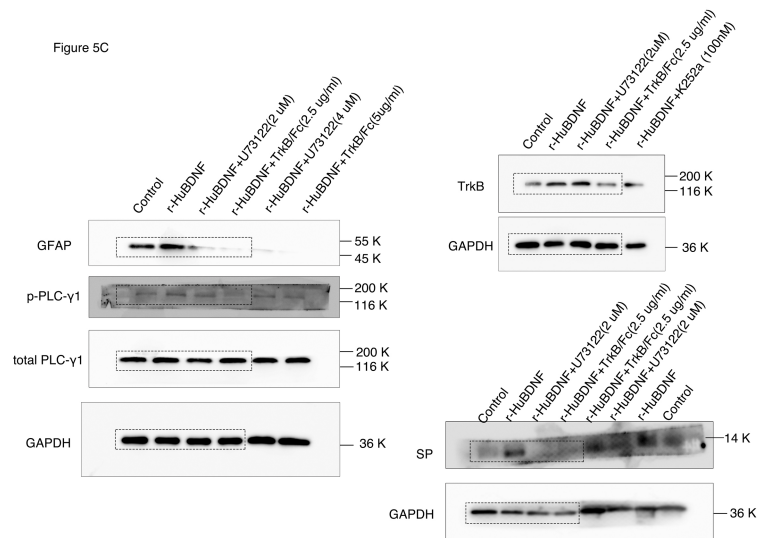 Figure 5C
Control
r-HuBDNF
r-HuBDNF+U73122(2 uM)
r-HuBDNF+TrkB/Fc(2.5 ug/ml)
r-HuBDNF+U73122(4 uM)
r-HuBDNF+TrkB/Fc(5ug/ml)
GFAP
55 K
45 K
p-PLC-γ1
200 K
116 K
total PLC-γ1
200 K
116 K
GAPDH
36 K
Control
r-HuBDNF
r-HuBDNF+U73122(2uM)
r-HuBDNF+TrkB/Fc(2.5 ug/ml)
r-HuBDNF+K252a (100nM)
TrkB
200 K
116 K
GAPDH
36 K
Control
r-HuBDNF
r-HuBDNF+U73122(2 uM)
r-HuBDNF+TrkB/Fc(2.5 ug/ml)
r-HuBDNF+TrkB/Fc(2.5 ug/ml)
r-HuBDNF+U73122(2 uM)
r-HuBDNF
Control
SP
14 K
GAPDH
36 K